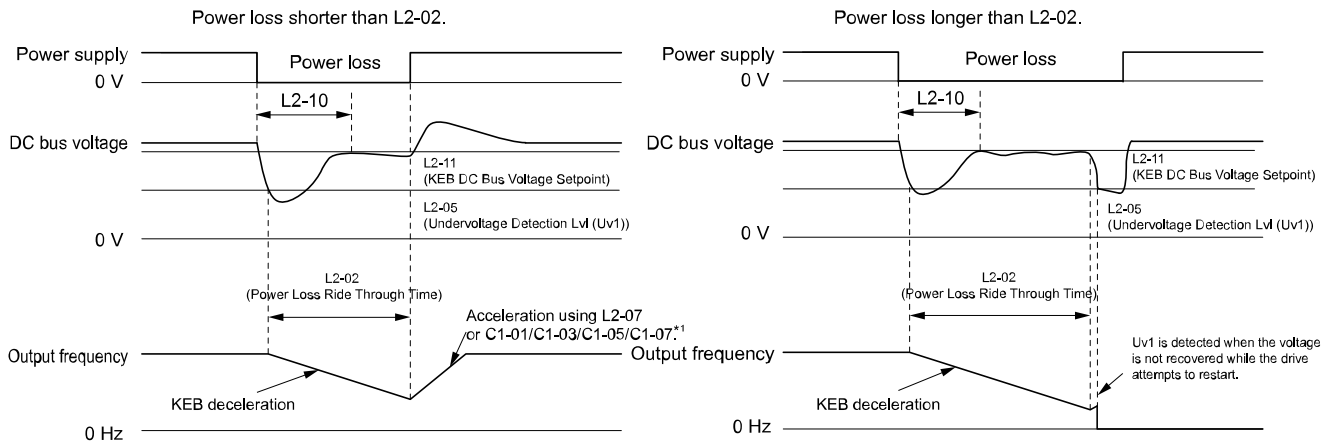 Power loss shorter than L2-02.
Power supply
Power loss
0 V
L2-10
DC bus voltage
L2-11
(KEB DC Bus Voltage Setpoint)
L2-05
(Undervoltage Detection Lvl (Uv1))
0 V
L2-02
(Power Loss Ride Through Time)
Acceleration using L2-07
or C1-01/C1-03/C1-05/C1-07.*1
Output frequency
KEB deceleration
0 Hz
Power loss longer than L2-02.
Power supply
Power loss
0 V
L2-10
DC bus voltage
L2-11
(KEB DC Bus Voltage Setpoint)
L2-05
(Undervoltage Detection Lvl (Uv1))
0 V
L2-02
(Power Loss Ride Through Time)
Uv1 is detected when the voltage
is not recovered while the drive
attempts to restart.
Output frequency
KEB deceleration
0 Hz